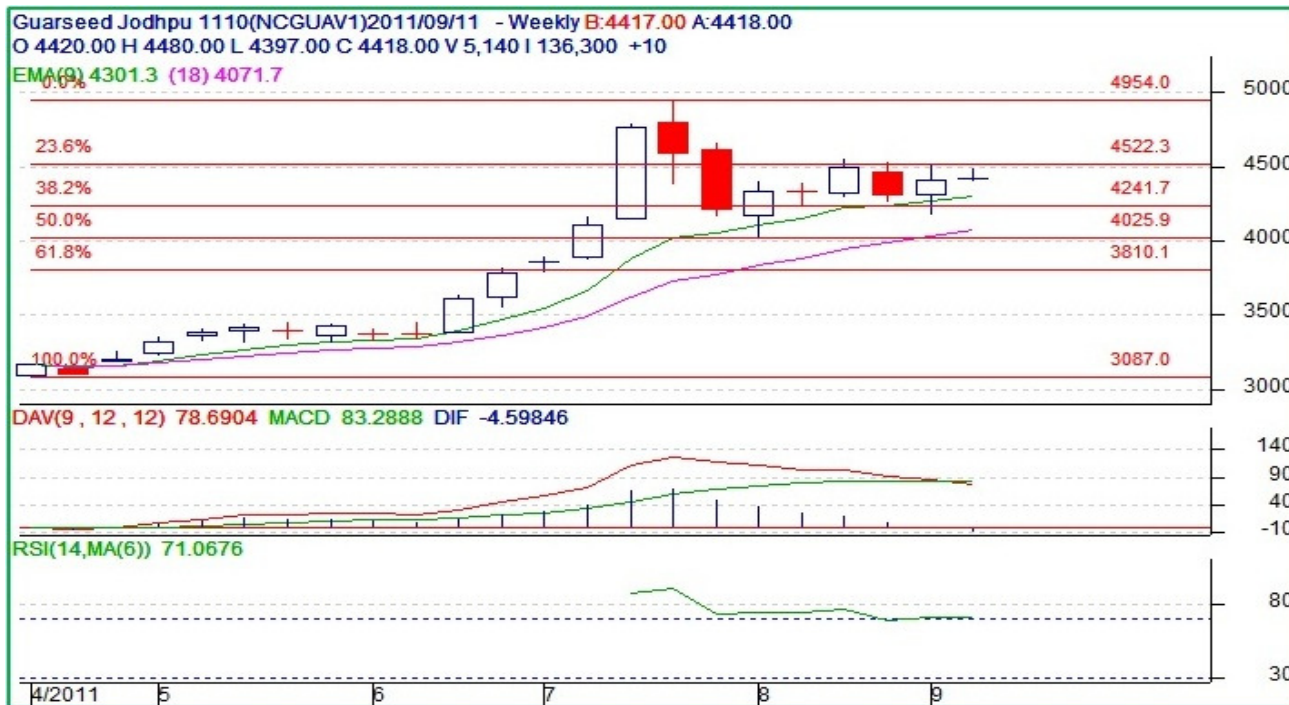 Guarseed Jodhpu 1110(NCGUAV1)2011/09/11 - Weekly B:4417.00 A:4418.00
O 4420.00 H 4480.00 L 4397.00 C 4418.00 V 5,140 I 136,300 +10
EMA(9) 4301.3 (18) 4071.7
0.0% 4954.0
5000
23.6% 4522.3
4500
38.2% 4241.7
50.0% 4025.9
4000
61.8% 3810.1
3500
100.0% 3087.0
3000
DAV(9 , 12 , 12) 78.6904 MACD 83.2888 DIF -4.59846
140
90
40
-10
RSI(14,MA(6)) 71.0676
80
30
4/2011 5 6 7 8 9